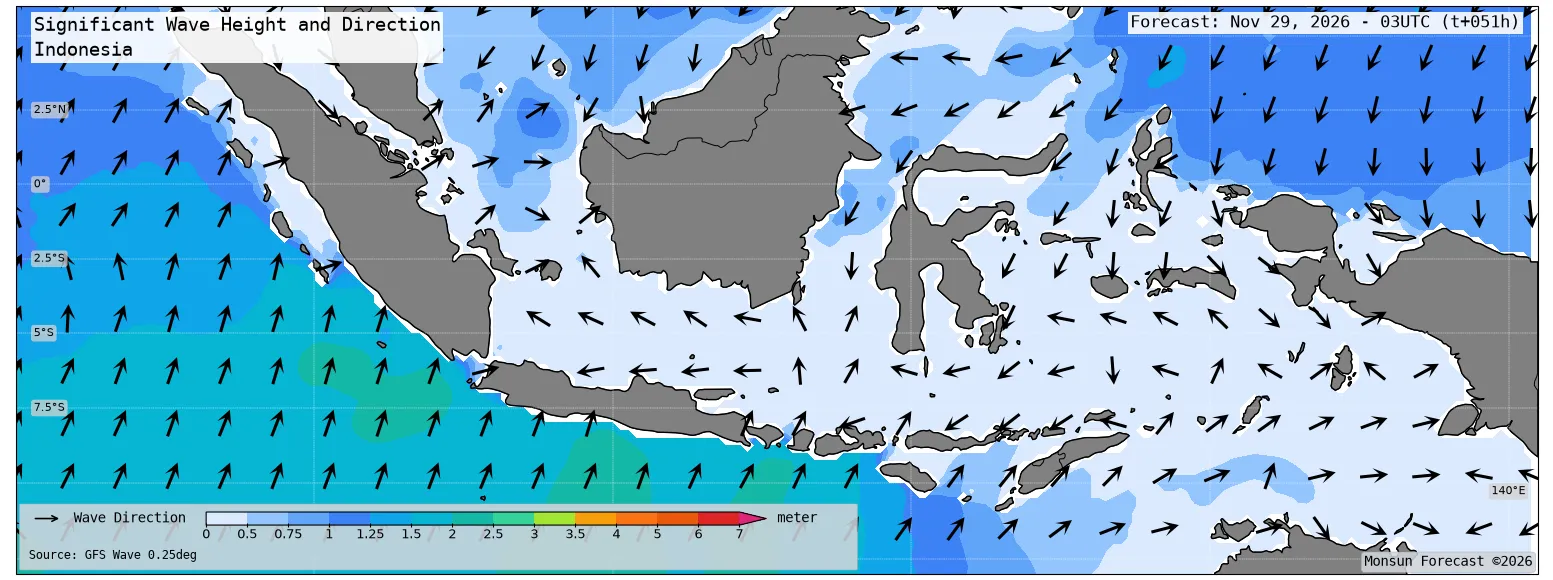 Significant Wave Height and Direction
Indonesia
Forecast: Nov 29, 2026 - 03UTC (t+051h)
2.5°N
0°
2.5°S
5°S
7.5°S
140°E
Wave Direction
meter
0 0.5 0.75 1 1.25 1.5 2 2.5 3 3.5 4 5 6 7
Source: GFS Wave 0.25deg
Monsun Forecast ©2026